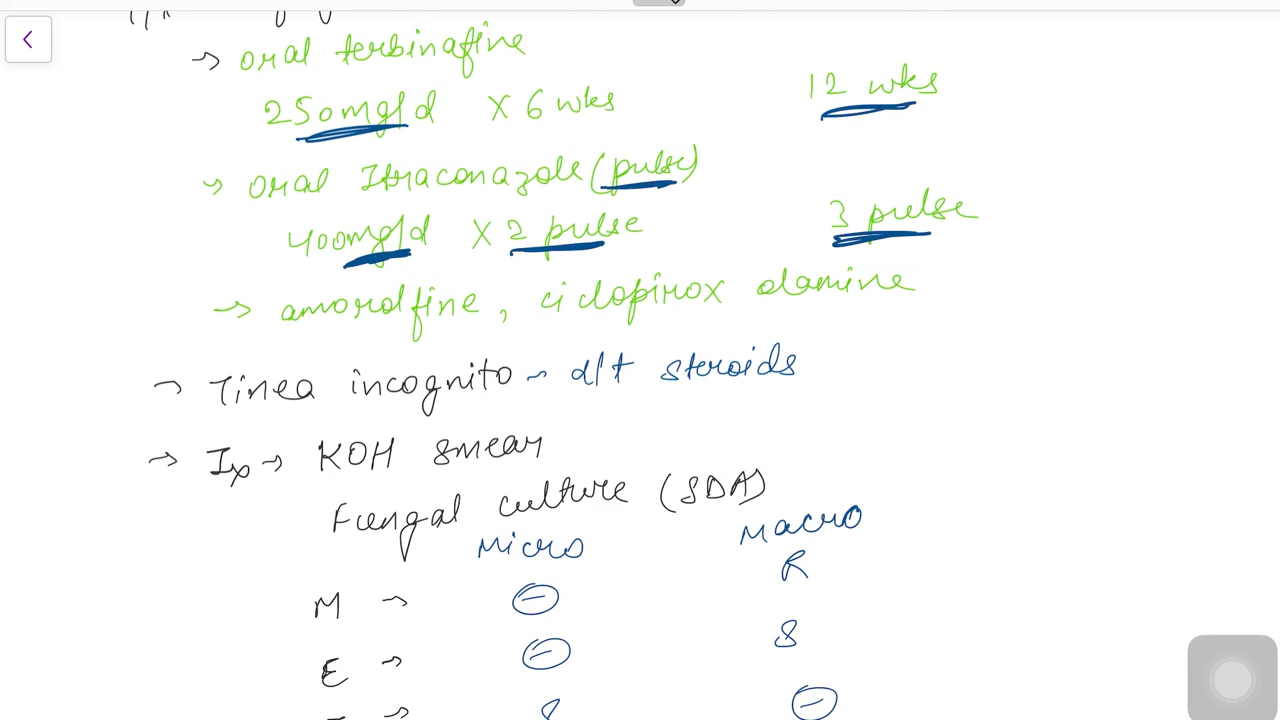 → oral terbinafine
250mg/d × 6 wks 12 wks
→ oral Itraconazole (pulse)
400mg/d × 2 pulse 3 pulse
→ amorolfine, ciclopirox olamine
→ Tinea incognito ~ d/t steroids
→ Ix → KOH smear
Fungal culture (SDA)
Micro Macro
M → ⊖ R
E → ⊖ S
→ ⊖